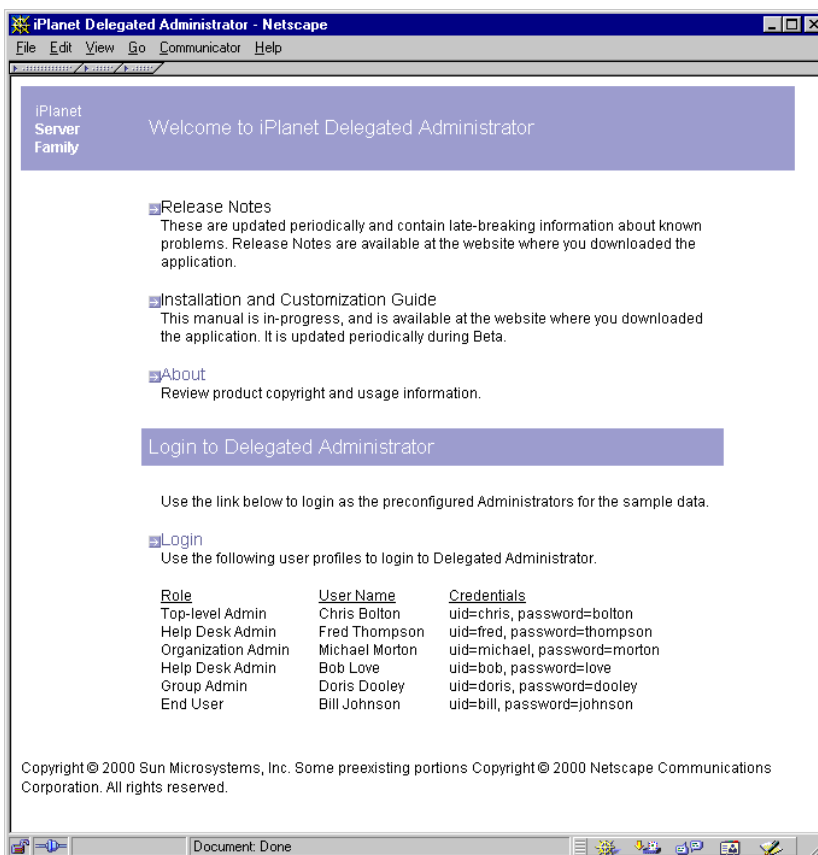 iPlanet Delegated Administrator - Netscape
File Edit View Go Communicator Help
iPlanet
Server
Family
Welcome to iPlanet Delegated Administrator
Release Notes
These are updated periodically and contain late-breaking information about known
problems. Release Notes are available at the website where you downloaded the
application.
Installation and Customization Guide
This manual is in-progress, and is available at the website where you downloaded
the application. It is updated periodically during Beta.
About
Review product copyright and usage information.
Login to Delegated Administrator
Use the link below to login as the preconfigured Administrators for the sample data.
Login
Use the following user profiles to login to Delegated Administrator.
Role User Name Credentials
Top-level Admin Chris Bolton uid=chris, password=bolton
Help Desk Admin Fred Thompson uid=fred, password=thompson
Organization Admin Michael Morton uid=michael, password=morton
Help Desk Admin Bob Love uid=bob, password=love
Group Admin Doris Dooley uid=doris, password=dooley
End User Bill Johnson uid=bill, password=johnson
Copyright © 2000 Sun Microsystems, Inc. Some preexisting portions Copyright © 2000 Netscape Communications
Corporation. All rights reserved.
Document: Done